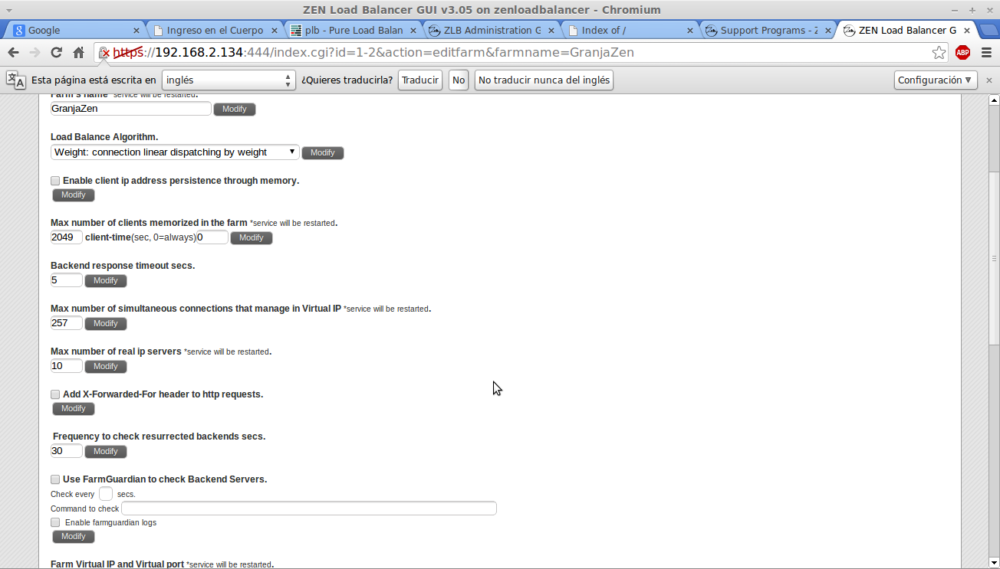 ZEN Load Balancer GUI v3.05 on zenloadbalancer - Chromium
Google
Ingreso en el Cuerpo
plb - Pure Load Balan
ZLB Administration G
Index of /
Support Programs - Z
ZEN Load Balancer G
https://192.168.2.134:444/index.cgi?id=1-2&action=editfarm&farmname=GranjaZen
ABP
Esta página está escrita en inglés ¿Quieres traducirla? Traducir No No traducir nunca del inglés Configuración
Farm's name *service will be restarted.
GranjaZen Modify
Load Balance Algorithm.
Weight: connection linear dispatching by weight Modify
Enable client ip address persistence through memory.
Modify
Max number of clients memorized in the farm *service will be restarted.
2049 client-time(sec, 0=always) 0 Modify
Backend response timeout secs.
5 Modify
Max number of simultaneous connections that manage in Virtual IP *service will be restarted.
257 Modify
Max number of real ip servers *service will be restarted.
10 Modify
Add X-Forwarded-For header to http requests.
Modify
Frequency to check resurrected backends secs.
30 Modify
Use FarmGuardian to check Backend Servers.
Check every secs.
Command to check
Enable farmguardian logs
Modify
Farm Virtual IP and Virtual port *service will be restarted.